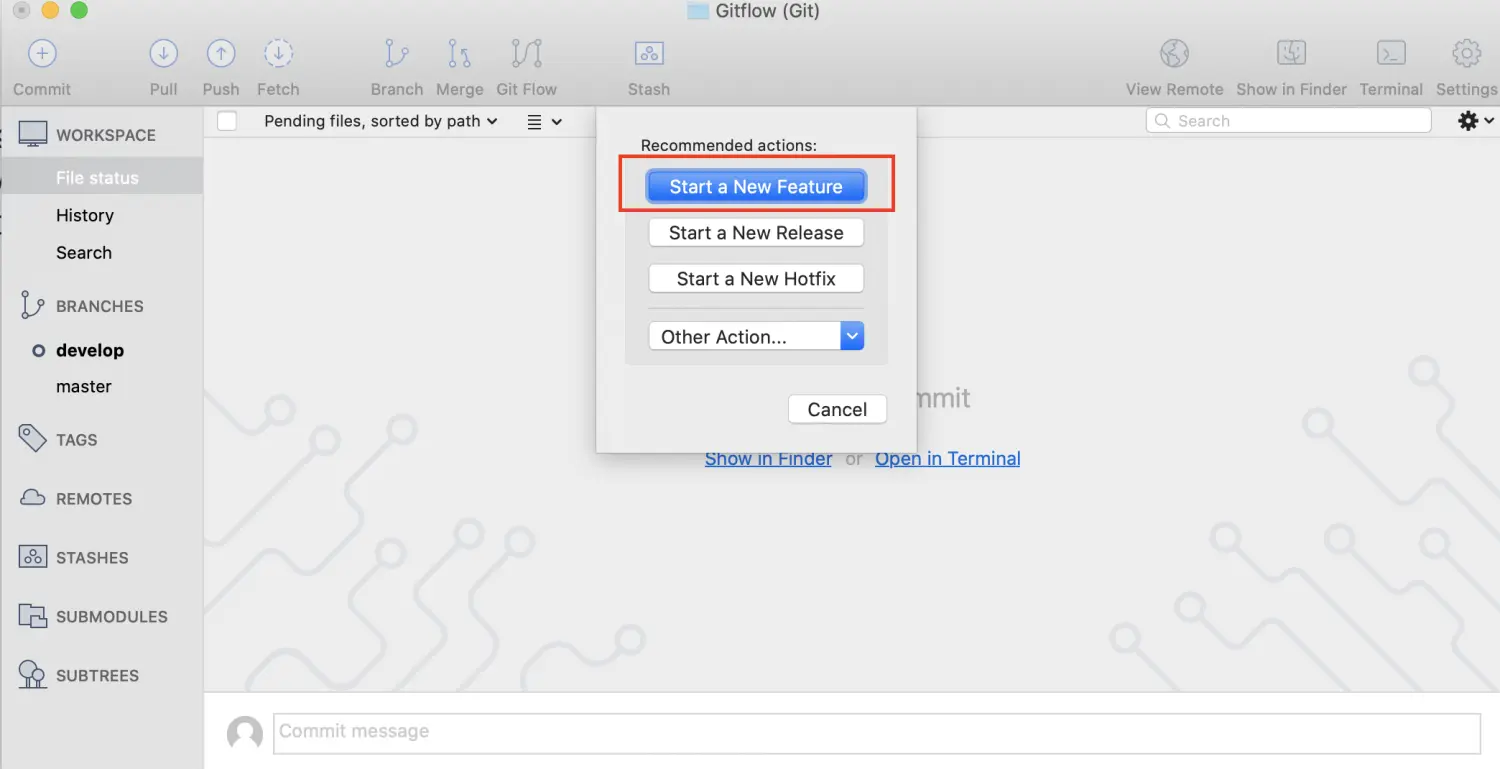 Gitflow (Git)
Commit Pull Push Fetch Branch Merge Git Flow Stash View Remote Show in Finder Terminal Settings
WORKSPACE
File status
History
Search
BRANCHES
develop
master
TAGS
REMOTES
STASHES
SUBMODULES
SUBTREES
Pending files, sorted by path
Search
Recommended actions:
Start a New Feature
Start a New Release
Start a New Hotfix
Other Action...
Cancel
mmit
Show in Finder or Open in Terminal
Commit message